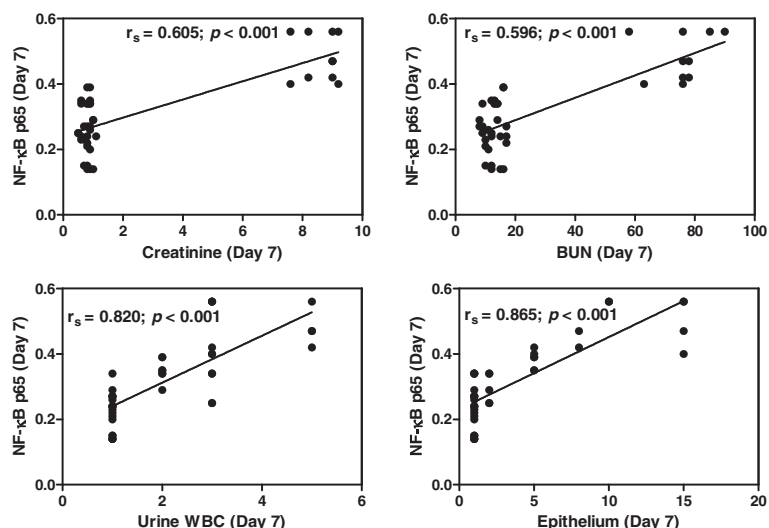 0.6
0.4
0.2
0.0
NF-κB p65 (Day 7)
rs = 0.605; p < 0.001
0 2 4 6 8 10
Creatinine (Day 7)
0.6
0.4
0.2
0.0
NF-κB p65 (Day 7)
rs = 0.596; p < 0.001
0 20 40 60 80 100
BUN (Day 7)
0.6
0.4
0.2
0.0
NF-κB p65 (Day 7)
rs = 0.820; p < 0.001
0 2 4 6
Urine WBC (Day 7)
0.6
0.4
0.2
0.0
NF-κB p65 (Day 7)
rs = 0.865; p < 0.001
0 5 10 15 20
Epithelium (Day 7)